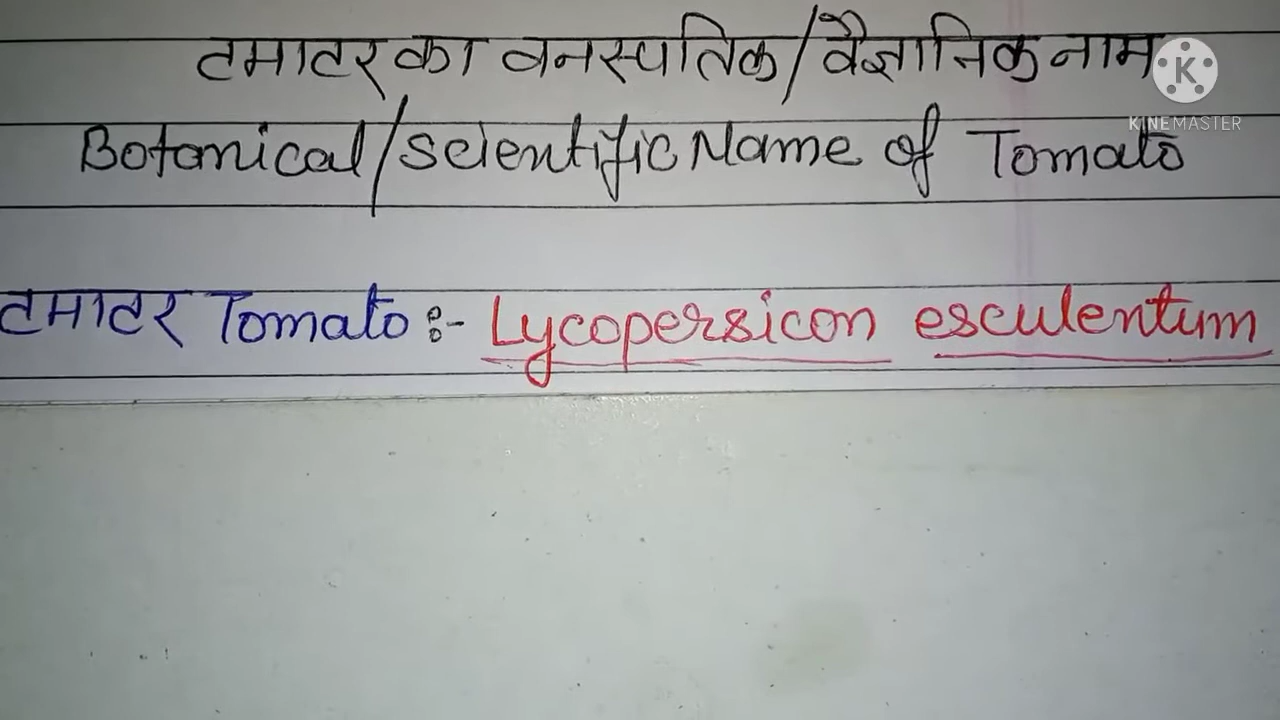 टमाटर का वनस्पतिक/वैज्ञानिक नाम
KINEMASTER
Botanical/Scientific Name of Tomato
टमाटर Tomato :- Lycopersicon esculentum